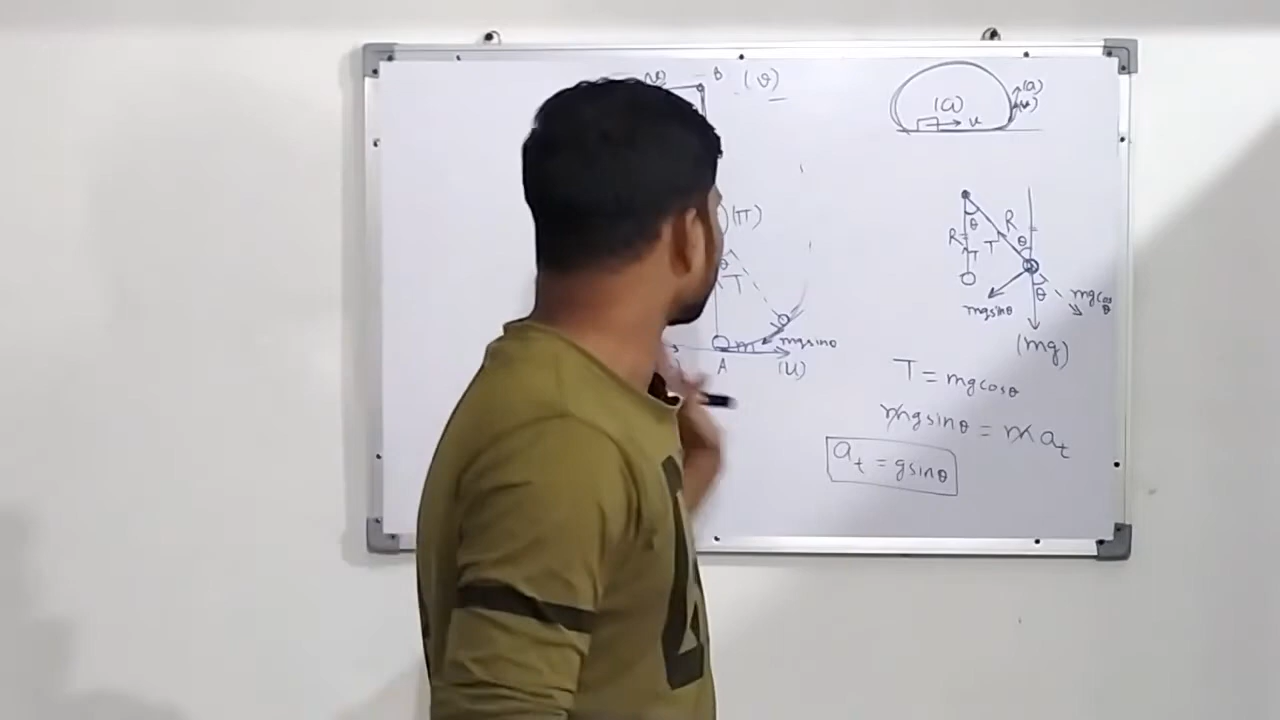 B (v)
(a)
(a)
u
(π)
θ
T
mgsinθ
m
A
(u)
θ
R
R
T
T
θ
θ
mgsinθ
mgcosθ
(mg)
T = mgcosθ
mgsinθ = m a_t
a_t = gsinθ